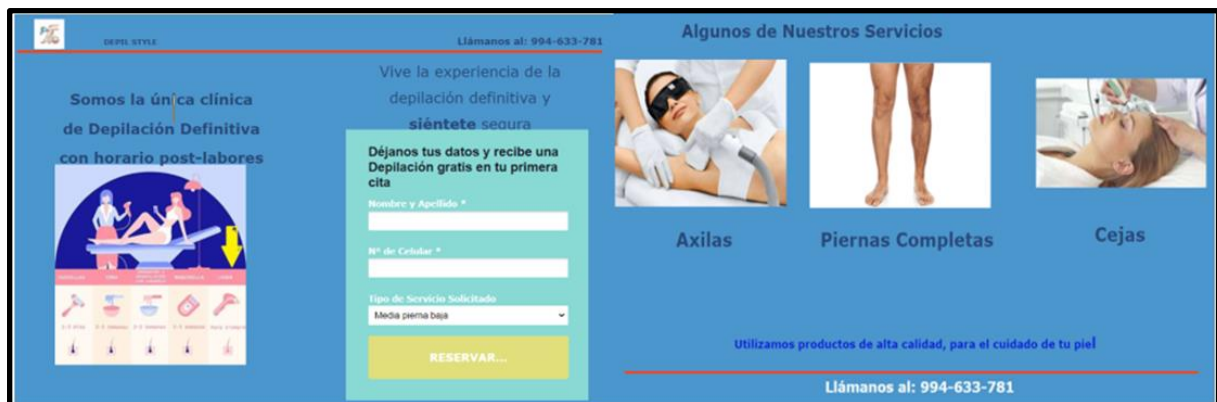 DEPIL STYLE
Llámanos al: 994-633-781
Somos la única clínica
de Depilación Definitiva
con horario post-labores
Vive la experiencia de la
depilación definitiva y
siéntete segura
Déjanos tus datos y recibe una
Depilación gratis en tu primera
cita
Nombre y Apellido *
Nº de Celular *
Tipo de Servicio Solicitado
Media pierna baja
RESERVAR...
Algunos de Nuestros Servicios
Axilas
Piernas Completas
Cejas
Utilizamos productos de alta calidad, para el cuidado de tu piel
Llámanos al: 994-633-781